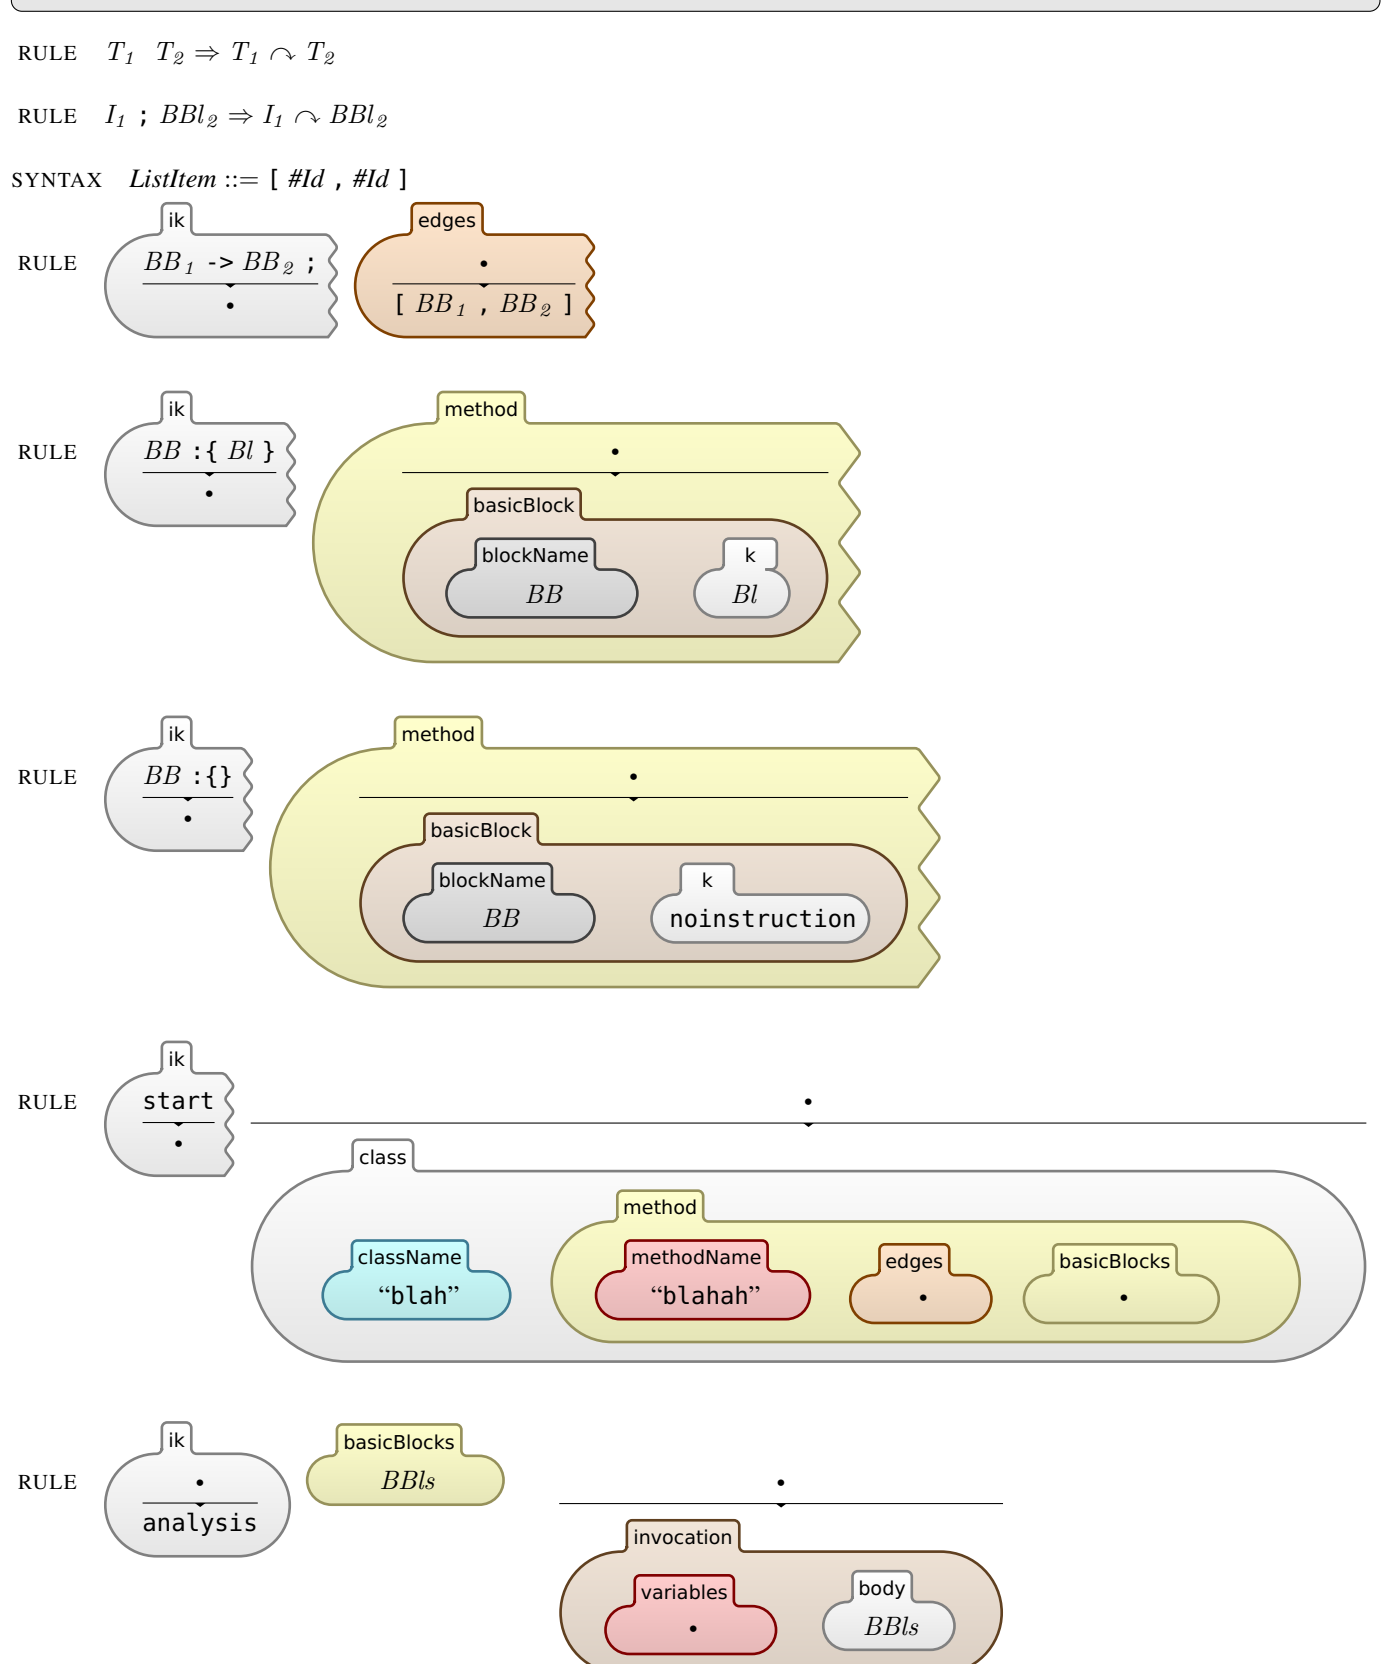 RULE T1 T2 ⇒ T1 ↷ T2
RULE I1 ; BBl2 ⇒ I1 ↷ BBl2
SYNTAX ListItem ::= [ #Id , #Id ]
ik edges
RULE BB1 -> BB2 ; •
• [ BB1 , BB2 ]
ik method
RULE BB :{ Bl } •
•
basicBlock
blockName k
BB Bl
ik method
RULE BB :{} •
•
basicBlock
blockName k
BB noinstruction
ik
RULE start •
•
class
method
className methodName edges basicBlocks
“blah” “blahah” • •
ik basicBlocks
RULE • BBls •
analysis
invocation
variables body
• BBls